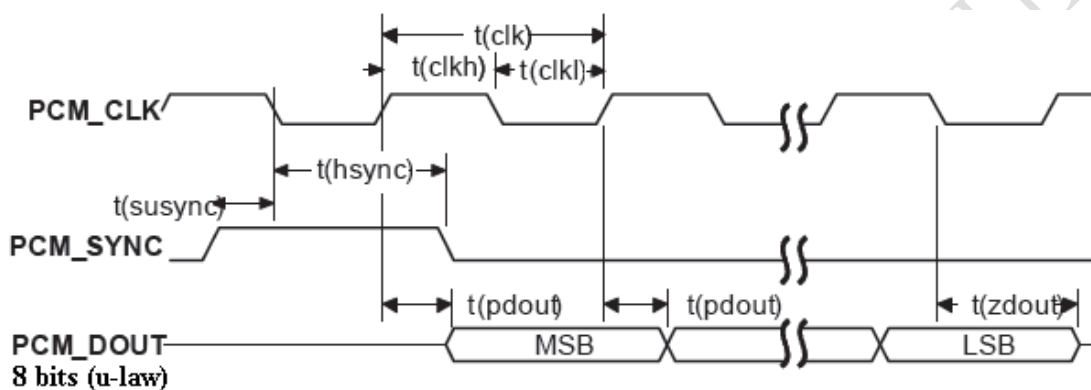 t(clk)
t(clkh)
t(clkl)
PCM_CLK
t(hsync)
t(susync)
PCM_SYNC
t(pdout)
t(pdout)
t(zdout)
PCM_DOUT
MSB
LSB
8 bits (u-law)